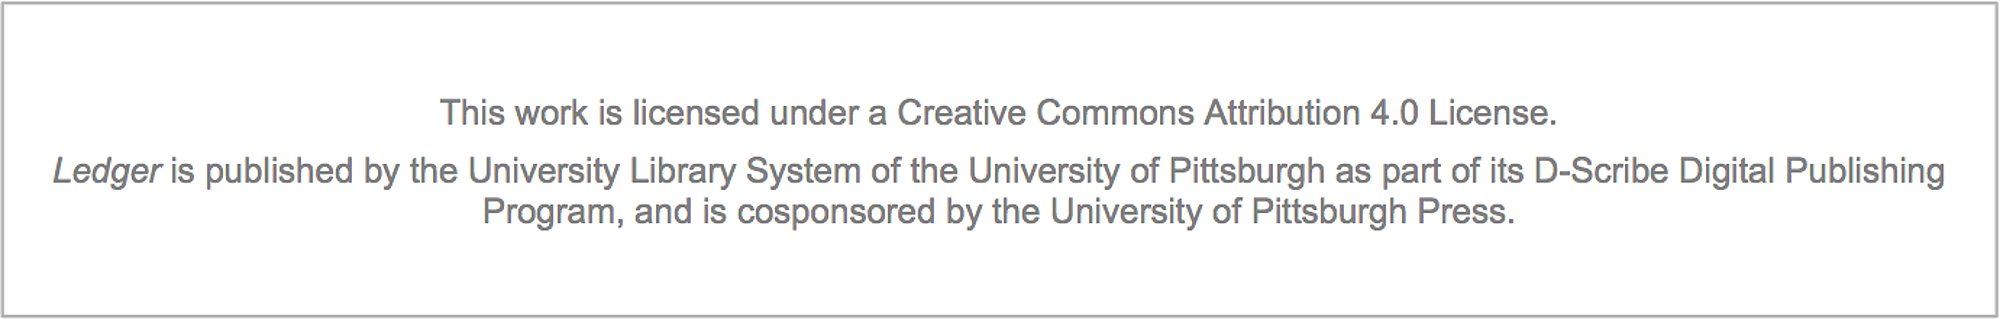 This work is licensed under a Creative Commons Attribution 4.0 License.
Ledger is published by the University Library System of the University of Pittsburgh as part of its D-Scribe Digital Publishing
Program, and is cosponsored by the University of Pittsburgh Press.